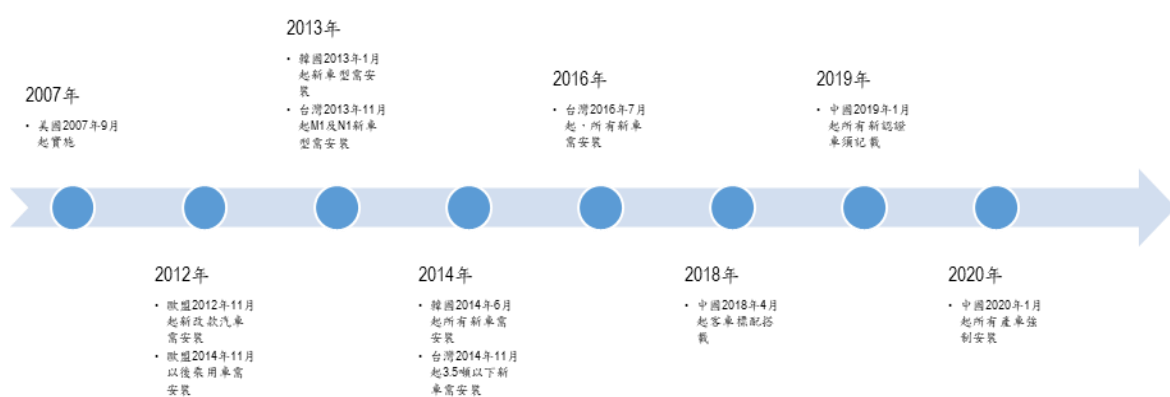 2007年
• 美國2007年9月
起實施
2012年
• 歐盟2012年11月
起新改款汽車
需安裝
• 歐盟2014年11月
以後乘用車需
安裝
2013年
• 韓國2013年1月
起新車型需安
裝
• 台灣2013年11月
起M1及N1新車
型需安裝
2014年
• 韓國2014年6月
起所有新車需
安裝
• 台灣2014年11月
起3.5噸以下新
車需安裝
2016年
• 台灣2016年7月
起，所有新車
需安裝
2018年
• 中國2018年4月
起客車標配搭
載
2019年
• 中國2019年1月
起所有新認證
車須記載
2020年
• 中國2020年1月
起所有產車強
制安裝